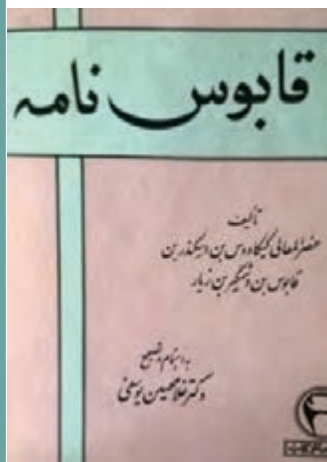 قابوس نامه
تألیف
عنصرالمعالی کیکاووس بن اسکندر بن
قابوس بن وشمگیر بن زیار
به اهتمام و تصحیح
دکتر غلامحسین یوسفی